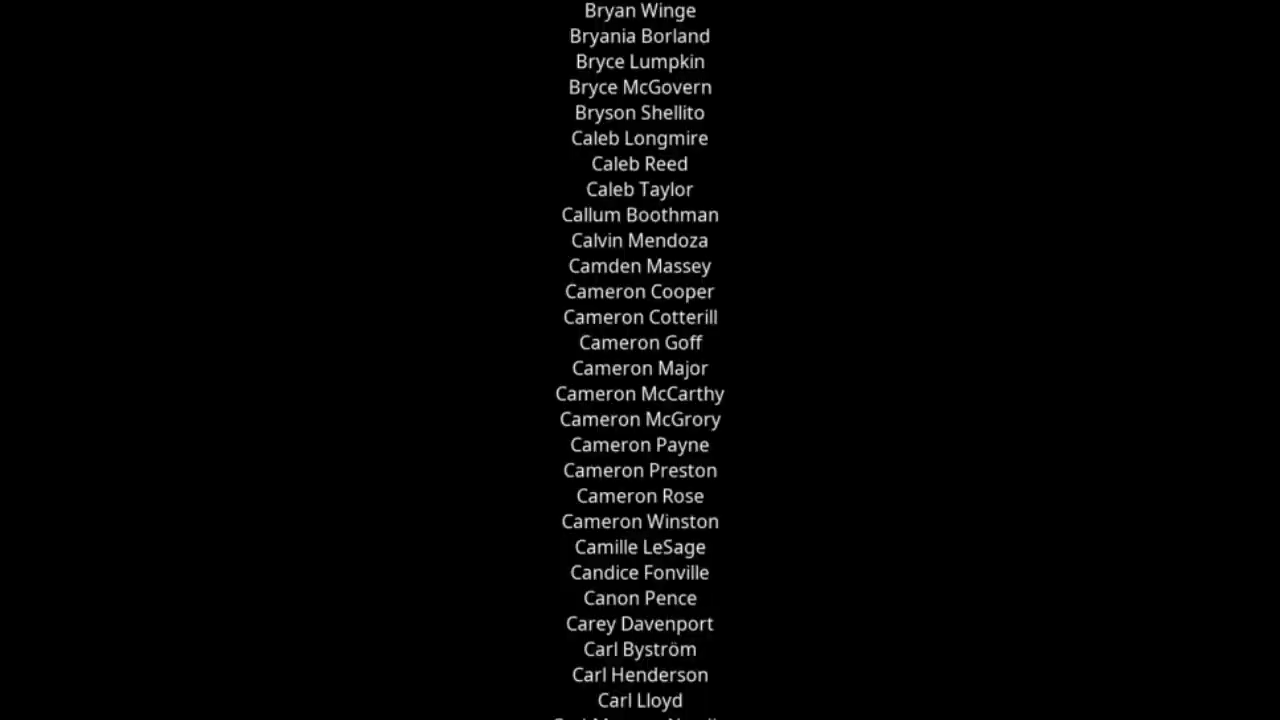 Bryan Winge
Bryania Borland
Bryce Lumpkin
Bryce McGovern
Bryson Shellito
Caleb Longmire
Caleb Reed
Caleb Taylor
Callum Boothman
Calvin Mendoza
Camden Massey
Cameron Cooper
Cameron Cotterill
Cameron Goff
Cameron Major
Cameron McCarthy
Cameron McGrory
Cameron Payne
Cameron Preston
Cameron Rose
Cameron Winston
Camille LeSage
Candice Fonville
Canon Pence
Carey Davenport
Carl Byström
Carl Henderson
Carl Lloyd